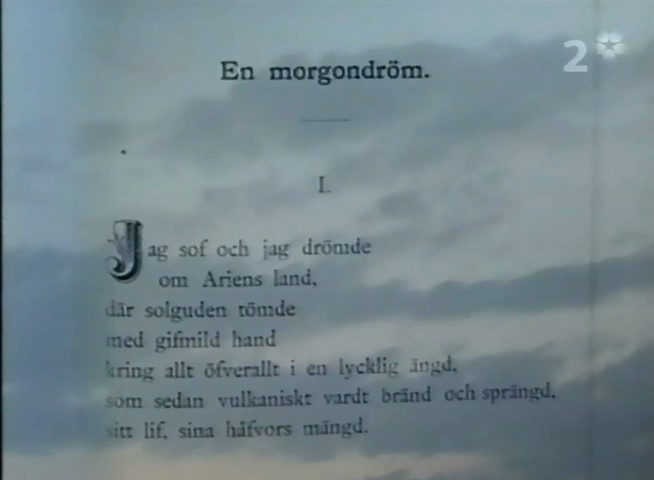 2
En morgondröm.
I.
Jag sof och jag drömde
om Ariens land,
där solguden tömde
med gifmild hand
kring allt öfverallt i en lycklig ängd,
som sedan vulkaniskt vardt bränd och sprängd,
sitt lif, sina håfvors mängd.